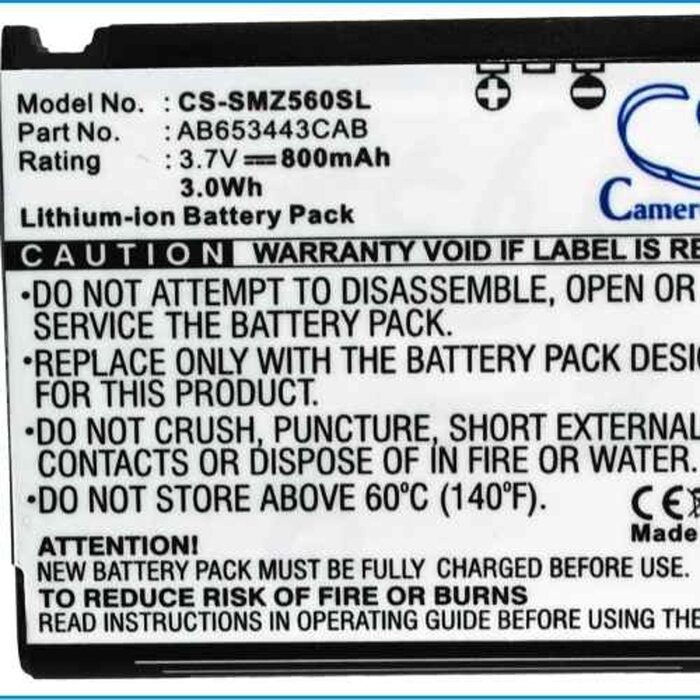 Model No. : CS-SMZ560SL
Part No. : AB653443CAB
Rating : 3.7V 800mAh
3.0Wh
Lithium-ion Battery Pack
Camer
CAUTION WARRANTY VOID IF LABEL IS RE
•DO NOT ATTEMPT TO DISASSEMBLE, OPEN OR
SERVICE THE BATTERY PACK.
•REPLACE ONLY WITH THE BATTERY PACK DESI
FOR THIS PRODUCT.
•DO NOT CRUSH, PUNCTURE, SHORT EXTERNAL
CONTACTS OR DISPOSE OF IN FIRE OR WATER.
•DO NOT STORE ABOVE 60°C (140°F).
CE
Made
ATTENTION!
NEW BATTERY PACK MUST BE FULLY CHARGED BEFORE USE.
TO REDUCE RISK OF FIRE OR BURNS
READ INSTRUCTIONS IN OPERATING GUIDE BEFORE USING THE